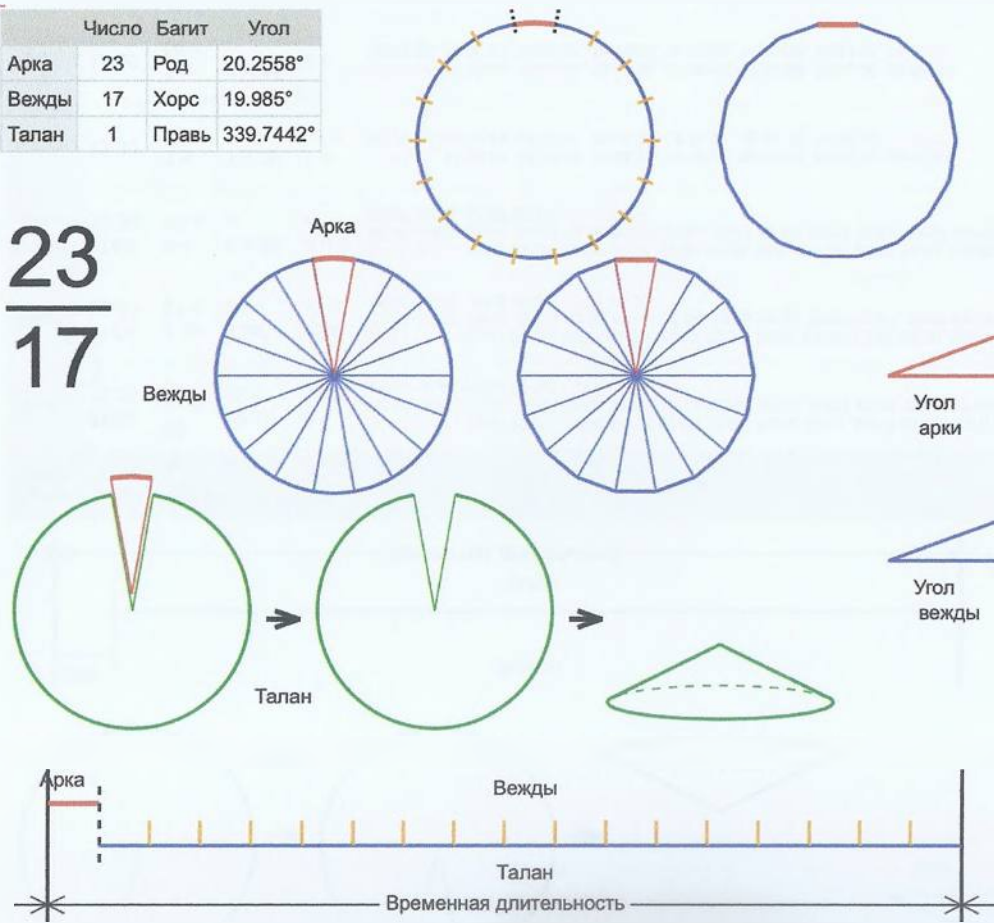 Число Багит Угол
Арка 23 Род 20.2558°
Вежды 17 Хорс 19.985°
Талан 1 Правь 339.7442°
23
17
Арка
Вежды
Угол
арки
Угол
вежды
Талан
Арка
Вежды
Талан
Временная длительность